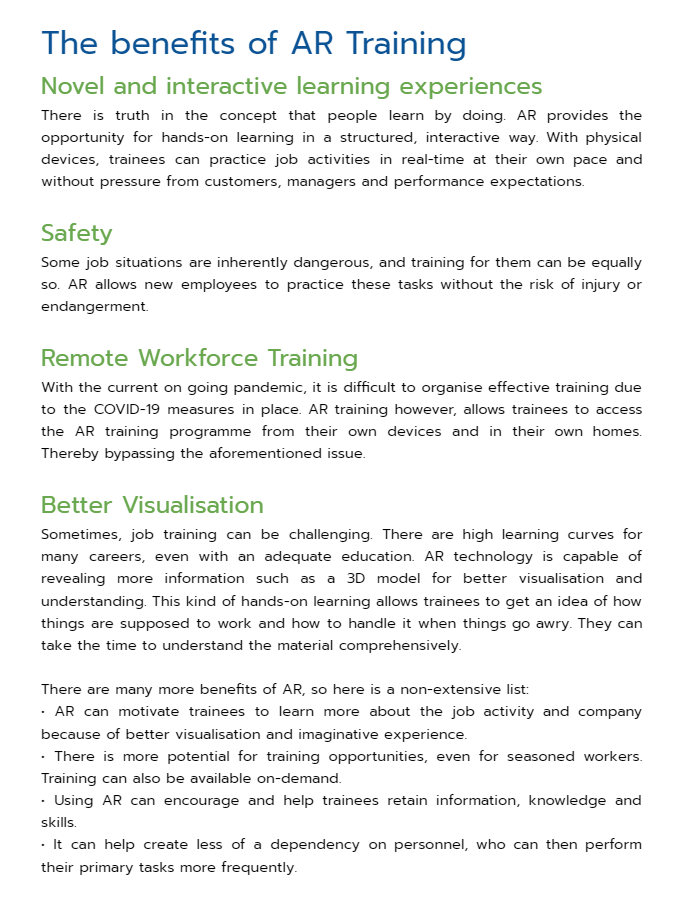 The benefits of AR Training
Novel and interactive learning experiences
There is truth in the concept that people learn by doing. AR provides the
opportunity for hands-on learning in a structured, interactive way. With physical
devices, trainees can practice job activities in real-time at their own pace and
without pressure from customers, managers and performance expectations.
Safety
Some job situations are inherently dangerous, and training for them can be equally
so. AR allows new employees to practice these tasks without the risk of injury or
endangerment.
Remote Workforce Training
With the current on going pandemic, it is difficult to organise effective training due
to the COVID-19 measures in place. AR training however, allows trainees to access
the AR training programme from their own devices and in their own homes.
Thereby bypassing the aforementioned issue.
Better Visualisation
Sometimes, job training can be challenging. There are high learning curves for
many careers, even with an adequate education. AR technology is capable of
revealing more information such as a 3D model for better visualisation and
understanding. This kind of hands-on learning allows trainees to get an idea of how
things are supposed to work and how to handle it when things go awry. They can
take the time to understand the material comprehensively.
There are many more benefits of AR, so here is a non-extensive list:
· AR can motivate trainees to learn more about the job activity and company
because of better visualisation and imaginative experience.
· There is more potential for training opportunities, even for seasoned workers.
Training can also be available on-demand.
· Using AR can encourage and help trainees retain information, knowledge and
skills.
· It can help create less of a dependency on personnel, who can then perform
their primary tasks more frequently.